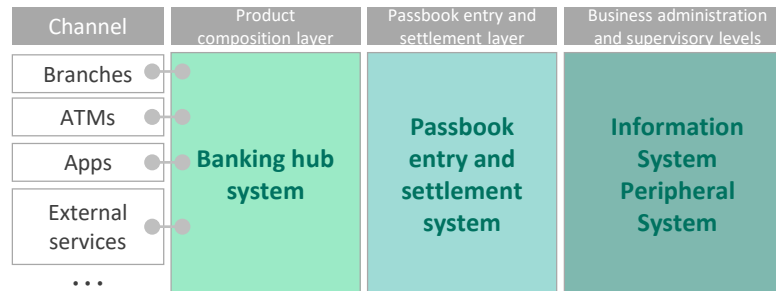 Channel
Product
composition layer
Passbook entry and
settlement layer
Business administration
and supervisory levels
Branches
ATMs
Apps
External
services
...
Banking hub
system
Passbook
entry and
settlement
system
Information
System
Peripheral
System